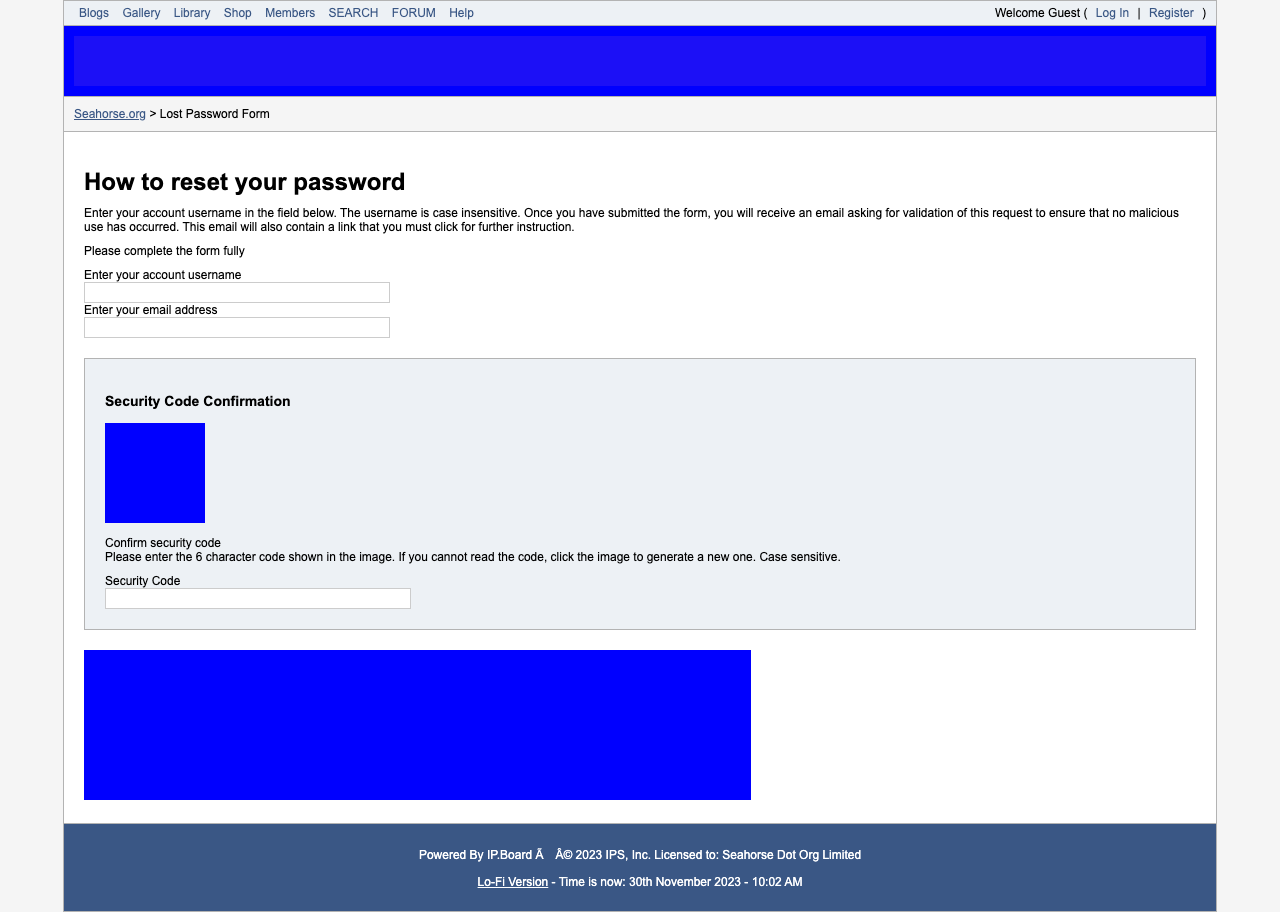 Blogs Gallery Library Shop Members SEARCH FORUM Help Welcome Guest ( Log In | Register )
Seahorse.org > Lost Password Form
How to reset your password
Enter your account username in the field below. The username is case insensitive. Once you have submitted the form, you will receive an email asking for validation of this request to ensure that no malicious
use has occurred. This email will also contain a link that you must click for further instruction.
Please complete the form fully
Enter your account username
Enter your email address
Security Code Confirmation
Confirm security code
Please enter the 6 character code shown in the image. If you cannot read the code, click the image to generate a new one. Case sensitive.
Security Code
Powered By IP.Board Ã Â© 2023 IPS, Inc. Licensed to: Seahorse Dot Org Limited
Lo-Fi Version - Time is now: 30th November 2023 - 10:02 AM